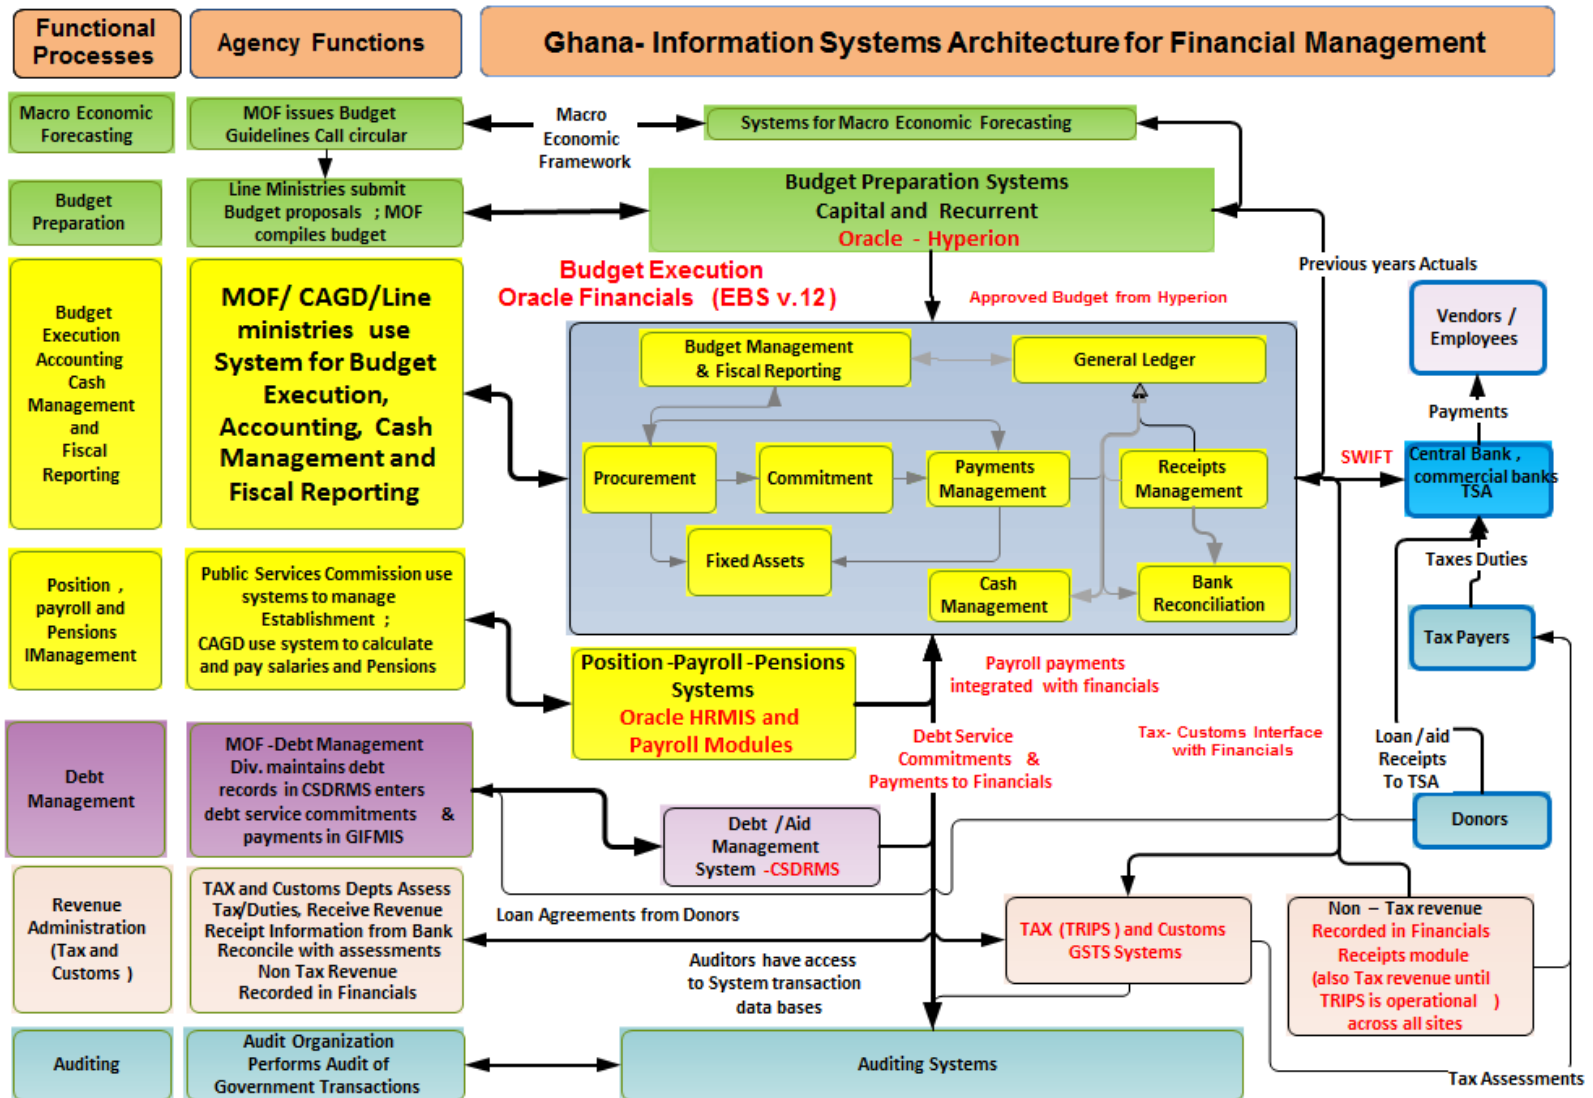 Functional
Processes
Agency Functions
Ghana- Information Systems Architecture for Financial Management
Macro Economic
Forecasting
MOF issues Budget
Guidelines Call circular
Macro
Economic
Framework
Systems for Macro Economic Forecasting
Budget
Preparation
Line Ministries submit
Budget proposals ; MOF
compiles budget
Budget Preparation Systems
Capital and Recurrent
Oracle - Hyperion
Previous years Actuals
Budget Execution
Oracle Financials (EBS v.12)
Approved Budget from Hyperion
Budget
Execution
Accounting
Cash
Management
and
Fiscal
Reporting
MOF/ CAGD/Line
ministries use
System for Budget
Execution,
Accounting, Cash
Management and
Fiscal Reporting
Budget Management
& Fiscal Reporting
General Ledger
Procurement
Commitment
Payments
Management
Receipts
Management
Fixed Assets
Cash
Management
Bank
Reconciliation
Vendors /
Employees
Payments
SWIFT
Central Bank ,
commercial banks
TSA
Taxes Duties
Tax Payers
Position ,
payroll and
Pensions
IManagement
Public Services Commission use
systems to manage
Establishment ;
CAGD use system to calculate
and pay salaries and Pensions
Position -Payroll -Pensions
Systems
Oracle HRMIS and
Payroll Modules
Payroll payments
integrated with financials
Debt Service
Commitments &
Payments to Financials
Tax- Customs Interface
with Financials
Loan /aid
Receipts
To TSA
Donors
Debt
Management
MOF -Debt Management
Div. maintains debt
records in CSDRMS enters
debt service commitments &
payments in GIFMIS
Debt / Aid
Management
System -CSDRMS
Revenue
Administration
(Tax and
Customs )
TAX and Customs Depts Assess
Tax/Duties, Receive Revenue
Receipt Information from Bank
Reconcile with assessments
Non Tax Revenue
Recorded in Financials
Loan Agreements from Donors
Auditors have access
to System transaction
data bases
TAX (TRIPS ) and Customs
GSTS Systems
Non – Tax revenue
Recorded in Financials
Receipts module
(also Tax revenue until
TRIPS is operational )
across all sites
Auditing
Audit Organization
Performs Audit of
Government Transactions
Auditing Systems
Tax Assessments